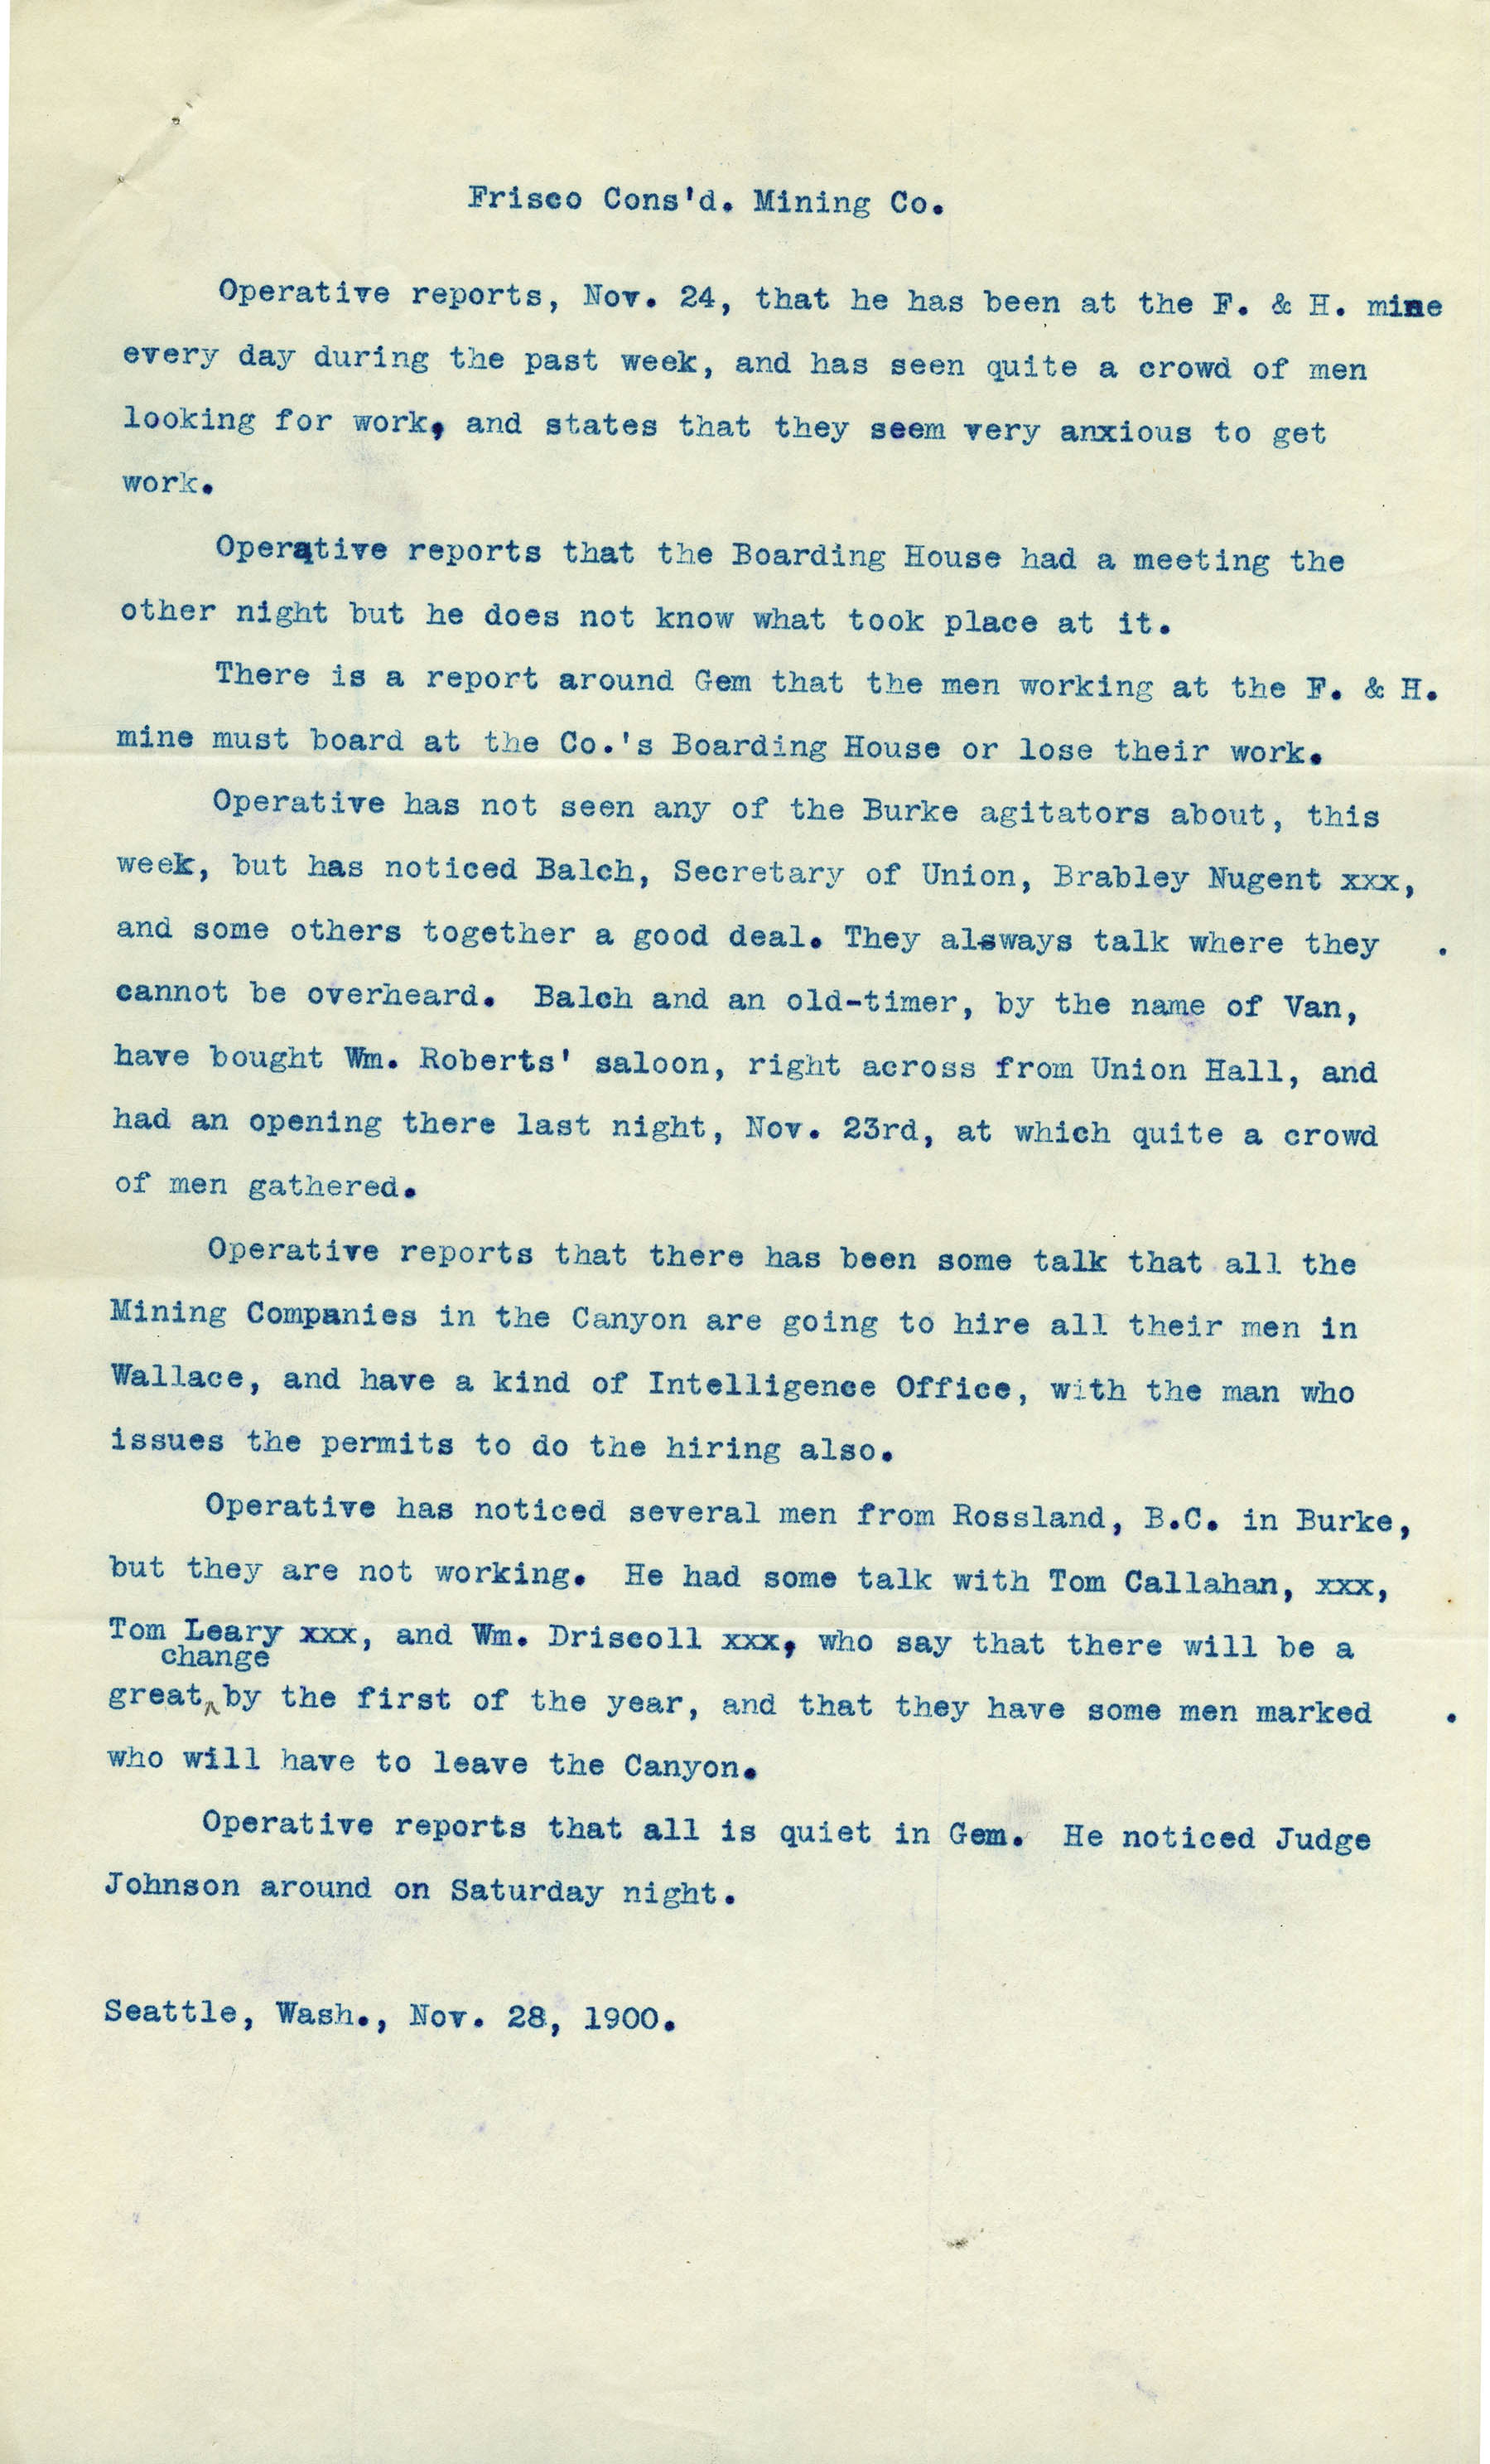 Frisco Cons'd. Mining Co.
Operative reports, Nov. 24, that he has been at the F. & H. mine
every day during the past week, and has seen quite a crowd of men
looking for work, and states that they seem very anxious to get
work.
Operative reports that the Boarding House had a meeting the
other night but he does not know what took place at it.
There is a report around Gem that the men working at the F. & H.
mine must board at the Co.'s Boarding House or lose their work.
Operative has not seen any of the Burke agitators about, this
week, but has noticed Balch, Secretary of Union, Brabley Nugent xxx,
and some others together a good deal. They alsways talk where they
cannot be overheard. Balch and an old-timer, by the name of Van,
have bought Wm. Roberts' saloon, right across from Union Hall, and
had an opening there last night, Nov. 23rd, at which quite a crowd
of men gathered.
Operative reports that there has been some talk that all the
Mining Companies in the Canyon are going to hire all their men in
Wallace, and have a kind of Intelligence Office, with the man who
issues the permits to do the hiring also.
Operative has noticed several men from Rossland, B.C. in Burke,
but they are not working. He had some talk with Tom Callahan, xxx,
Tom Leary xxx, and Wm. Driscoll xxx, who say that there will be a
change
great by the first of the year, and that they have some men marked
who will have to leave the Canyon.
Operative reports that all is quiet in Gem. He noticed Judge
Johnson around on Saturday night.
Seattle, Wash., Nov. 28, 1900.